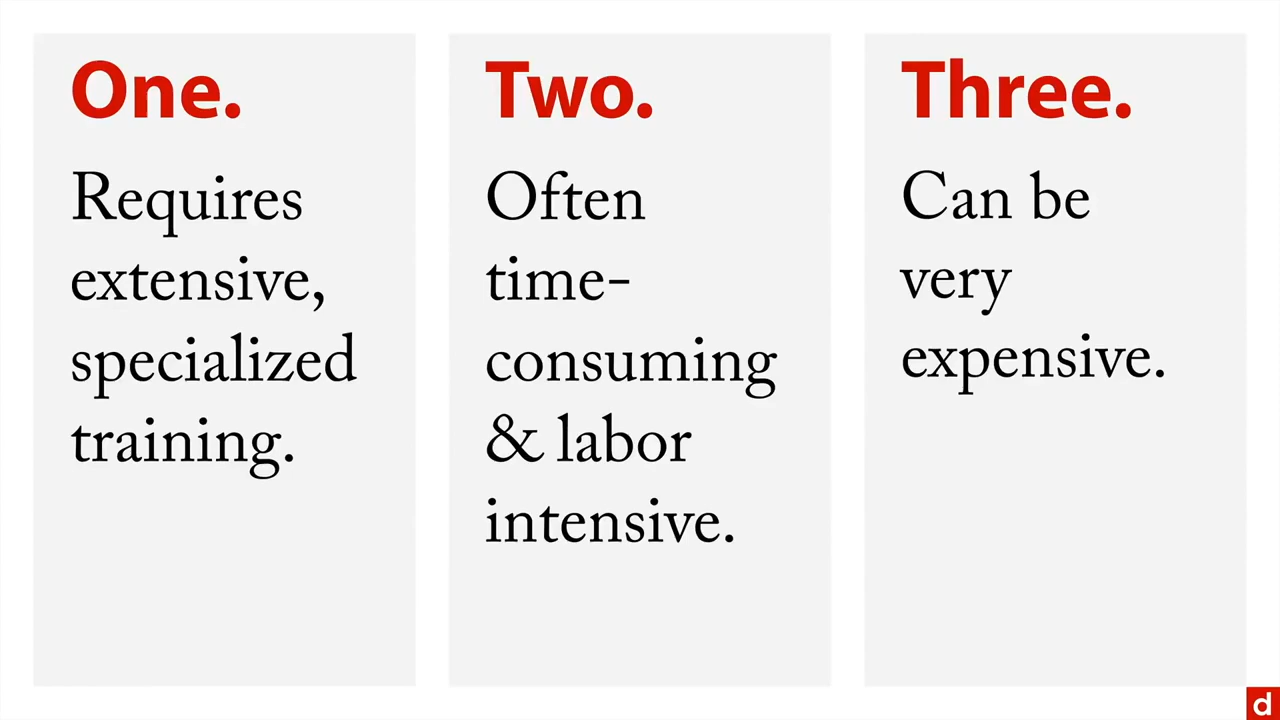 One.
Requires
extensive,
specialized
training.
Two.
Often
time-
consuming
& labor
intensive.
Three.
Can be
very
expensive.
d